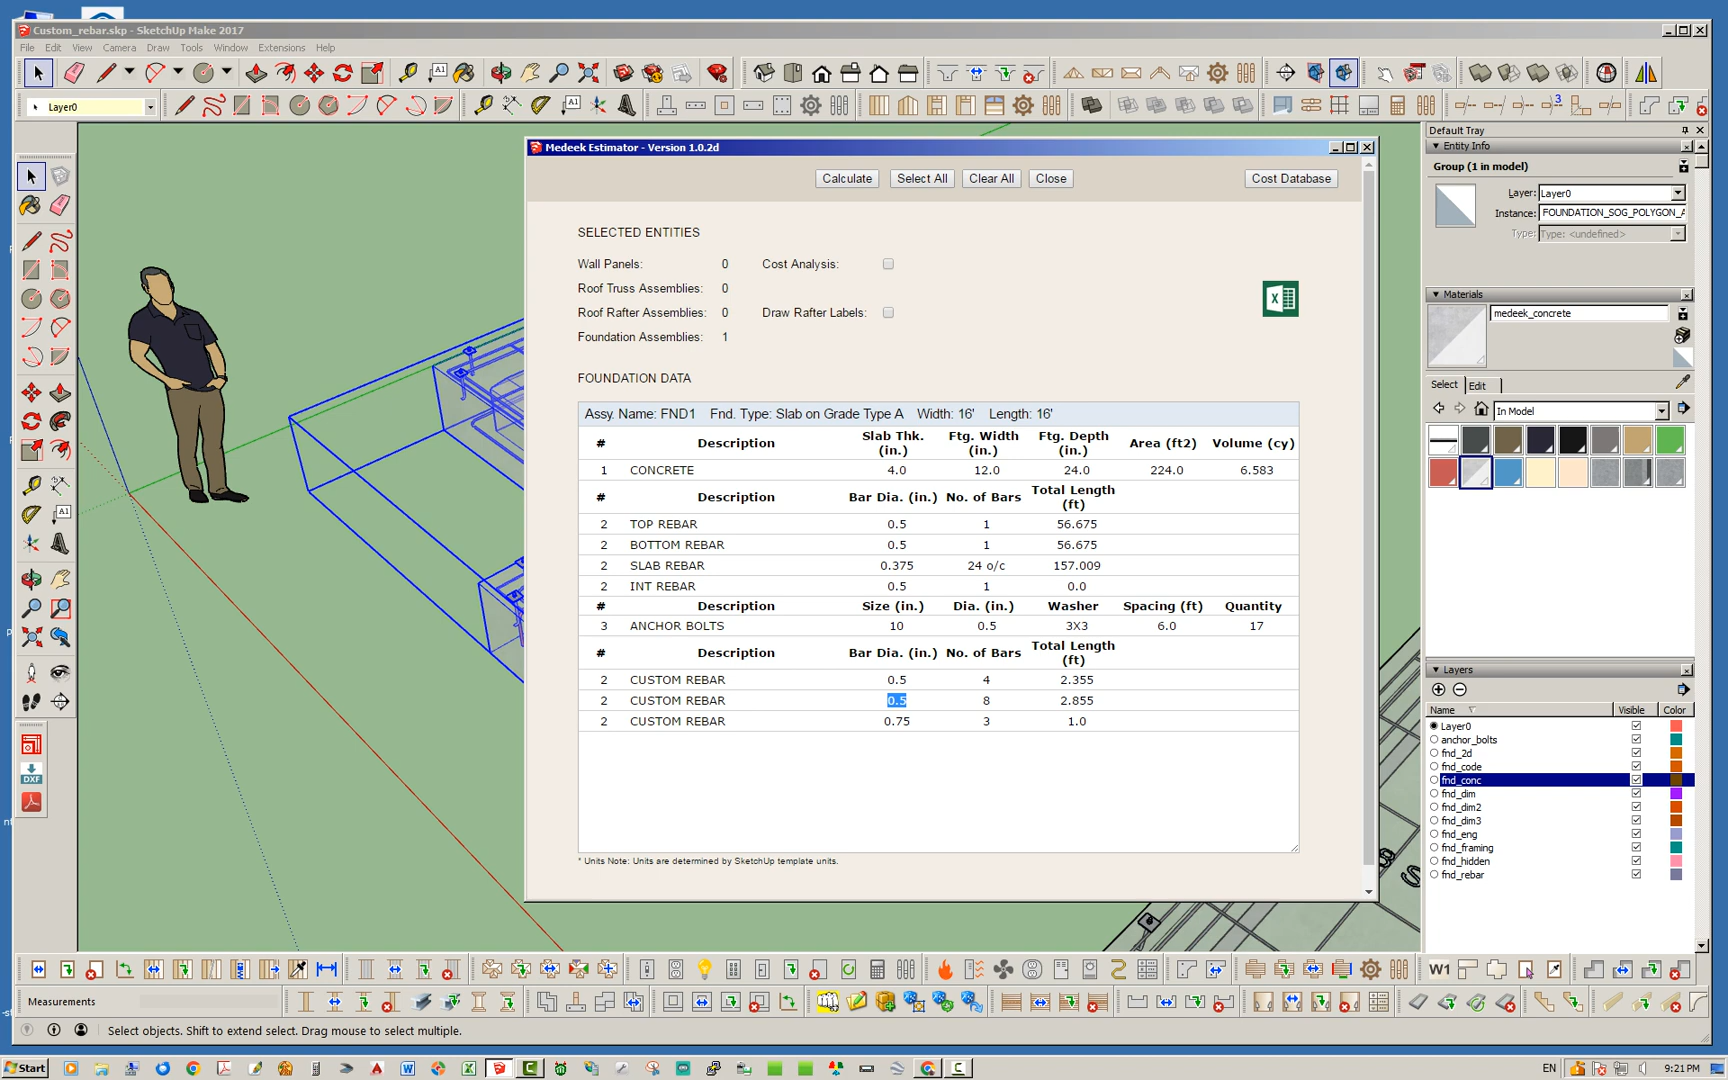 Custom_rebar.skp - SketchUp Make 2017
File Edit View Camera Draw Tools Window Extensions Help
Layer0
Medeek Estimator - Version 1.0.2d
Calculate Select All Clear All Close Cost Database
SELECTED ENTITIES
Wall Panels: 0 Cost Analysis:
Roof Truss Assemblies: 0
Roof Rafter Assemblies: 0 Draw Rafter Labels:
Foundation Assemblies: 1
FOUNDATION DATA
Assy. Name: FND1 Fnd. Type: Slab on Grade Type A Width: 16' Length: 16'
# Description Slab Thk. (in.) Ftg. Width (in.) Ftg. Depth (in.) Area (ft2) Volume (cy)
1 CONCRETE 4.0 12.0 24.0 224.0 6.583
# Description Bar Dia. (in.) No. of Bars Total Length (ft)
2 TOP REBAR 0.5 1 56.675
2 BOTTOM REBAR 0.5 1 56.675
2 SLAB REBAR 0.375 24 o/c 157.009
2 INT REBAR 0.5 1 0.0
# Description Size (in.) Dia. (in.) Washer Spacing (ft) Quantity
3 ANCHOR BOLTS 10 0.5 3X3 6.0 17
# Description Bar Dia. (in.) No. of Bars Total Length (ft)
2 CUSTOM REBAR 0.5 4 2.355
2 CUSTOM REBAR 0.5 8 2.855
2 CUSTOM REBAR 0.75 3 1.0
* Units Note: Units are determined by SketchUp template units.
Default Tray
Entity Info
Group (1 in model)
Layer: Layer0
Instance: FOUNDATION_SOG_POLYGON_A
Type: Type: <undefined>
Materials
medeek_concrete
Select Edit
In Model
Layers
Name Visible Color
Layer0
anchor_bolts
fnd_2d
fnd_code
fnd_conc
fnd_dim
fnd_dim2
fnd_dim3
fnd_eng
fnd_framing
fnd_hidden
fnd_rebar
DXF
W1
Measurements
Select objects. Shift to extend select. Drag mouse to select multiple.
Start EN 9:21 PM